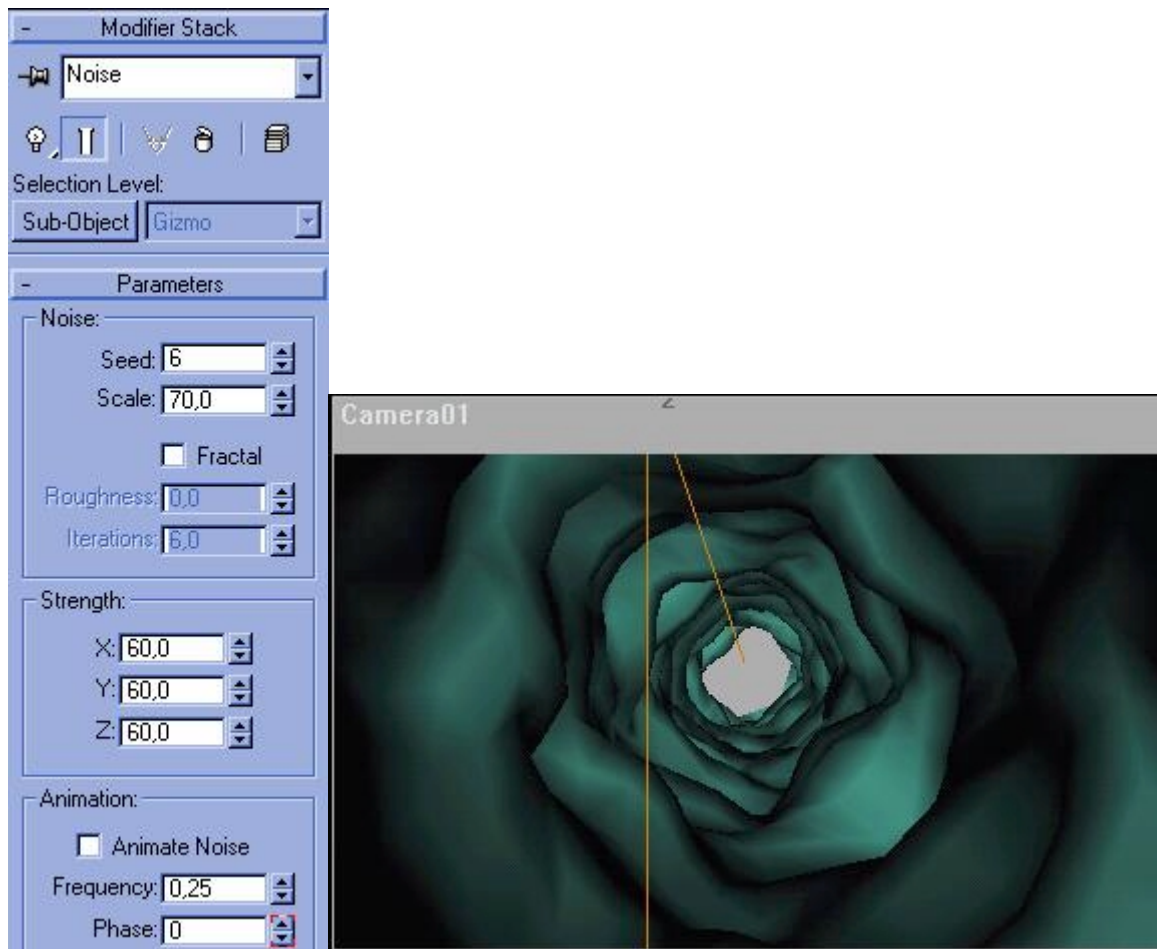 - Modifier Stack
Noise
Selection Level:
Sub-Object Gizmo
- Parameters
Noise:
Seed: 6
Scale: 70,0
Fractal
Roughness: 0,0
Iterations: 6,0
Strength:
X: 60,0
Y: 60,0
Z: 60,0
Animation:
Animate Noise
Frequency: 0,25
Phase: 0
Camera01
z